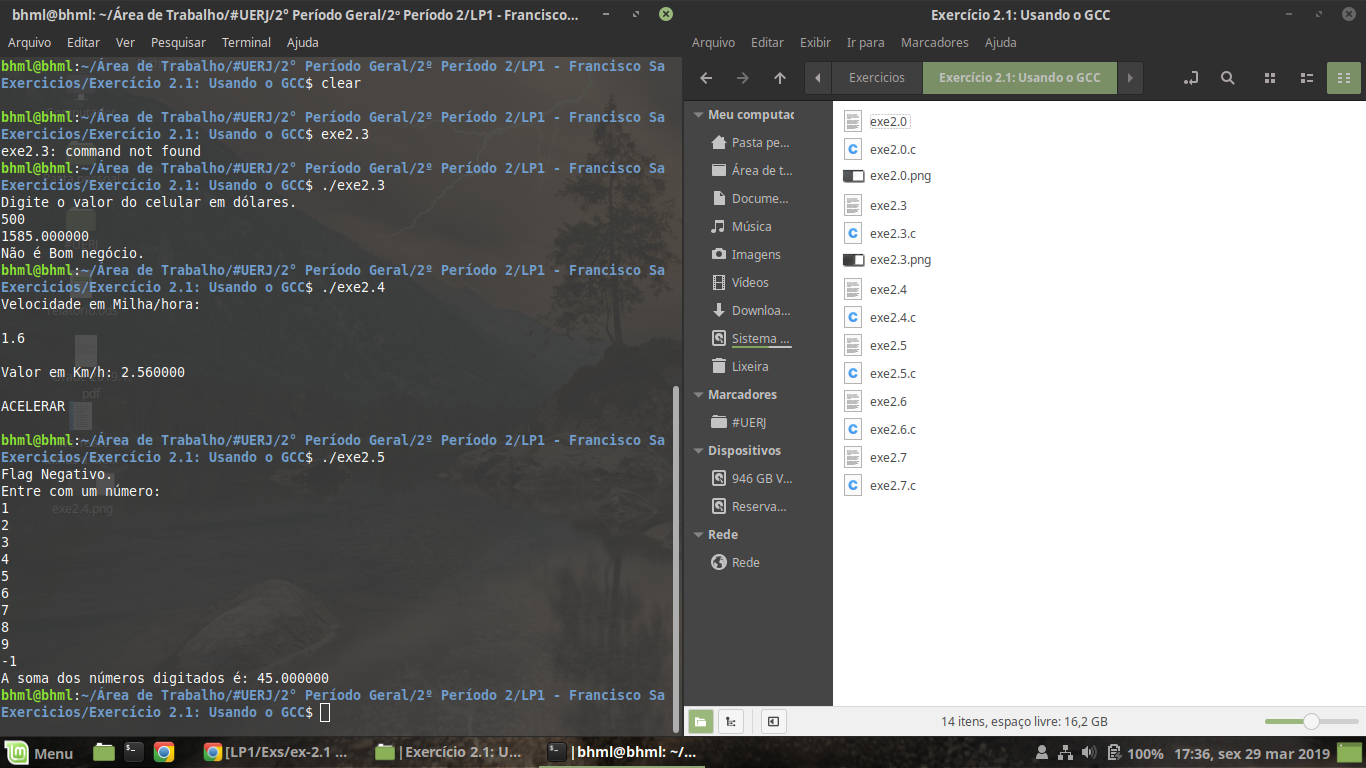 bhml@bhml: ~/Área de Trabalho/#UERJ/2° Período Geral/2º Período 2/LP1 - Francisco...
Arquivo Editar Ver Pesquisar Terminal Ajuda
bhml@bhml:~/Área de Trabalho/#UERJ/2° Período Geral/2º Período 2/LP1 - Francisco Sa
Exercicios/Exercício 2.1: Usando o GCC$ clear
bhml@bhml:~/Área de Trabalho/#UERJ/2° Período Geral/2º Período 2/LP1 - Francisco Sa
Exercicios/Exercício 2.1: Usando o GCC$ exe2.3
exe2.3: command not found
bhml@bhml:~/Área de Trabalho/#UERJ/2° Período Geral/2º Período 2/LP1 - Francisco Sa
Exercicios/Exercício 2.1: Usando o GCC$ ./exe2.3
Digite o valor do celular em dólares.
500
1585.000000
Não é Bom negócio.
bhml@bhml:~/Área de Trabalho/#UERJ/2° Período Geral/2º Período 2/LP1 - Francisco Sa
Exercicios/Exercício 2.1: Usando o GCC$ ./exe2.4
Velocidade em Milha/hora:
1.6
Valor em Km/h: 2.560000
pdf
ACELERAR
bhml@bhml:~/Área de Trabalho/#UERJ/2° Período Geral/2º Período 2/LP1 - Francisco Sa
Exercicios/Exercício 2.1: Usando o GCC$ ./exe2.5
Flag Negativo.
Entre com um número:
1
exe2.4.png
2
3
4
5
6
7
8
9
-1
A soma dos números digitados é: 45.000000
bhml@bhml:~/Área de Trabalho/#UERJ/2° Período Geral/2º Período 2/LP1 - Francisco Sa
Exercicios/Exercício 2.1: Usando o GCC$
Exercício 2.1: Usando o GCC
Arquivo Editar Exibir Ir para Marcadores Ajuda
Exercicios Exercício 2.1: Usando o GCC
Meu computac
Pasta pe...
Área de t...
Docume...
Música
Imagens
Vídeos
Downloa...
Sistema ...
Lixeira
Marcadores
#UERJ
Dispositivos
946 GB V...
Reserva...
Rede
Rede
exe2.0
exe2.0.c
exe2.0.png
exe2.3
exe2.3.c
exe2.3.png
exe2.4
exe2.4.c
exe2.5
exe2.5.c
exe2.6
exe2.6.c
exe2.7
exe2.7.c
14 itens, espaço livre: 16,2 GB
Menu [LP1/Exs/ex-2.1 ... |Exercício 2.1: U... |bhml@bhml: ~/... 100% 17:36, sex 29 mar 2019